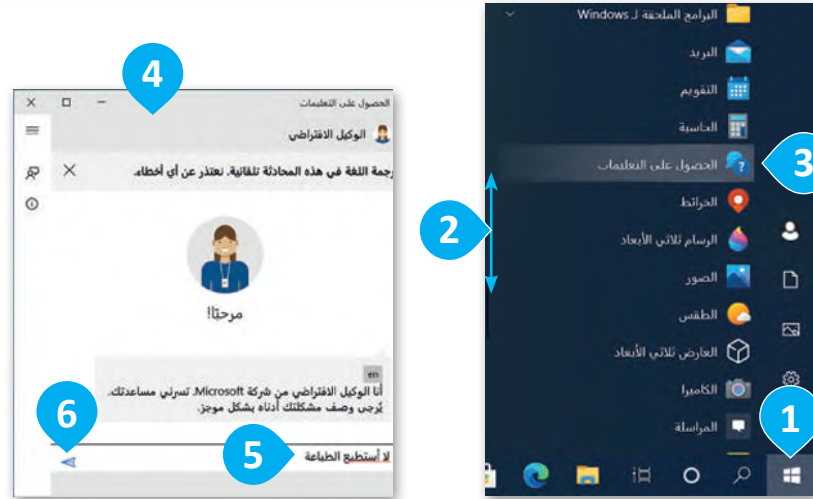 البرامج الملحقة لـ Windows
البريد
التقويم
الحاسبة
الحصول على التعليمات
الخرائط
الرسام ثلاثي الأبعاد
الصور
الطقس
العارض ثلاثي الأبعاد
الكاميرا
المراسلة
1
2
3
4
الحصول على التعليمات
الوكيل الافتراضي
رجمة اللغة في هذه المحادثة تلقائية. نعتذر عن أي أخطاء.
مرحبًا!
en
أنا الوكيل الافتراضي من شركة Microsoft. تسرني مساعدتك.
يُرجى وصف مشكلتك أدناه بشكل موجز.
لا أستطيع الطباعة
5
6